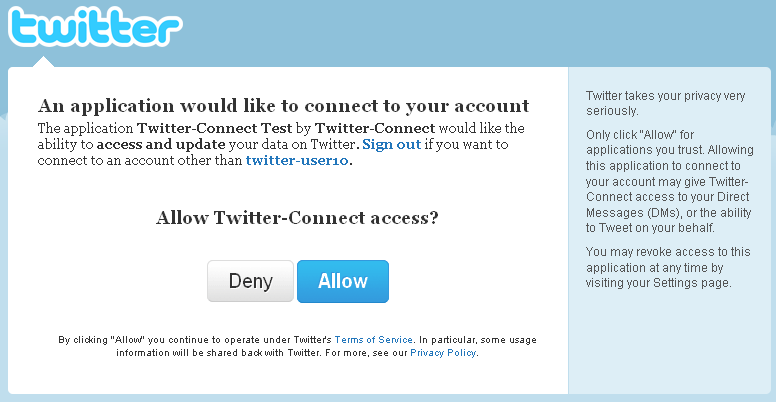 twitter
An application would like to connect to your account
The application Twitter-Connect Test by Twitter-Connect would like the
ability to access and update your data on Twitter. Sign out if you want to
connect to an account other than twitter-user10.
Allow Twitter-Connect access?
Deny
Allow
By clicking "Allow" you continue to operate under Twitter's Terms of Service. In particular, some usage
information will be shared back with Twitter. For more, see our Privacy Policy.
Twitter takes your privacy very
seriously.
Only click "Allow" for
applications you trust. Allowing
this application to connect to
your account may give Twitter-
Connect access to your Direct
Messages (DMs), or the ability
to Tweet on your behalf.
You may revoke access to this
application at any time by
visiting your Settings page.